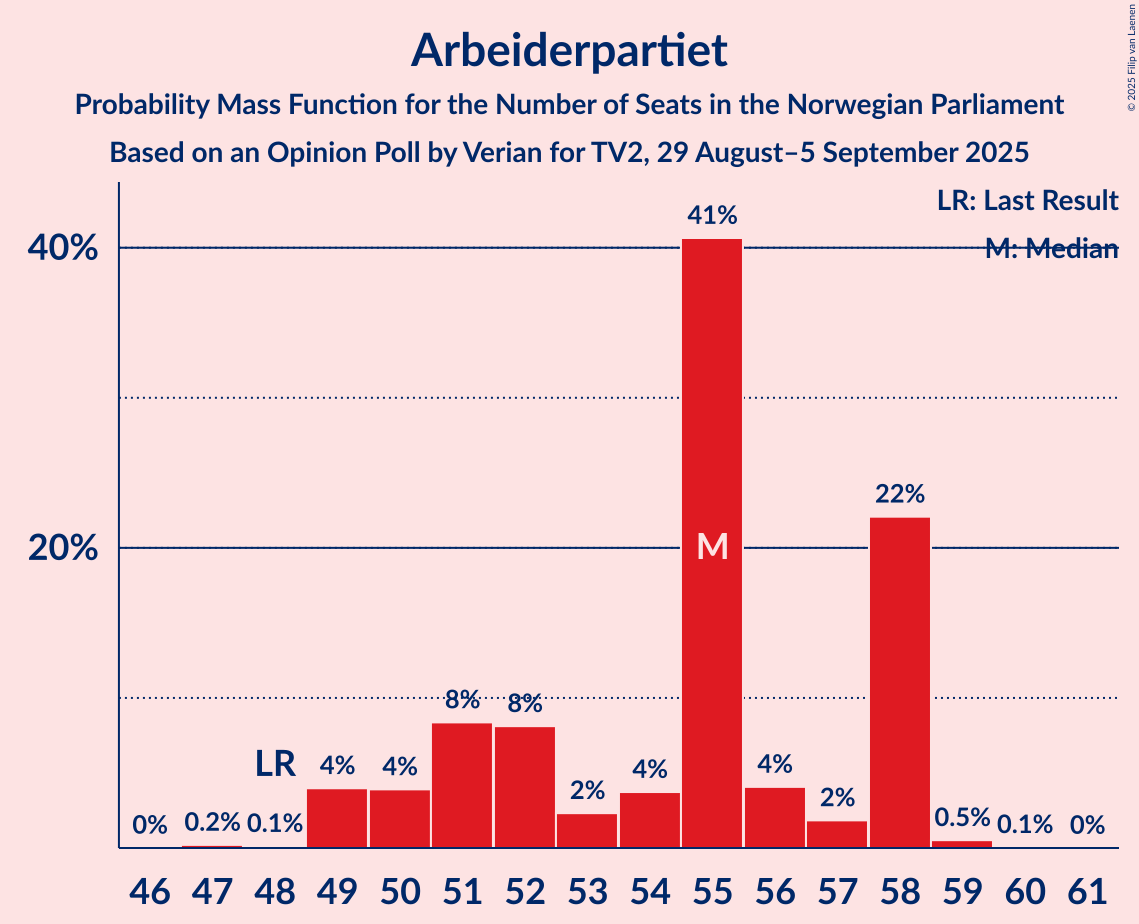 © 2025 Filip van Laenen
Arbeiderpartiet
Probability Mass Function for the Number of Seats in the Norwegian Parliament
Based on an Opinion Poll by Verian for TV2, 29 August–5 September 2025
LR: Last Result
M: Median
40%
20%
0%
0.2%
0.1%
LR
4%
4%
8%
8%
2%
4%
41%
M
4%
2%
22%
0.5%
0.1%
0%
46 47 48 49 50 51 52 53 54 55 56 57 58 59 60 61